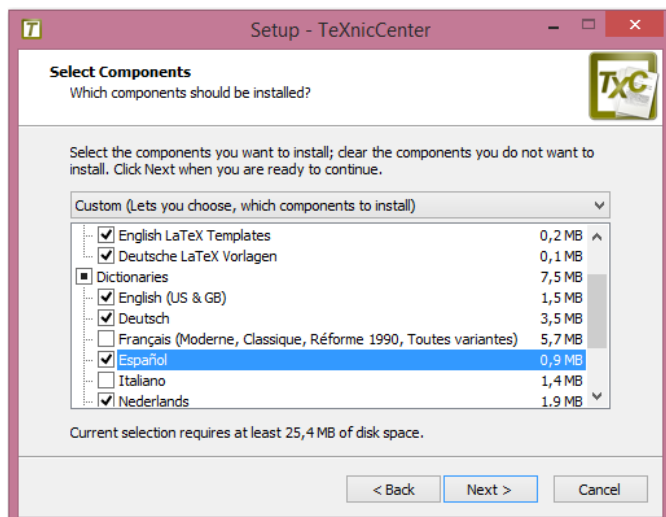 T
Setup - TeXnicCenter
Select Components
Which components should be installed?
TXC
Select the components you want to install; clear the components you do not want to
install. Click Next when you are ready to continue.
Custom (Lets you choose, which components to install)
English LaTeX Templates 0,2 MB
Deutsche LaTeX Vorlagen 0,1 MB
Dictionaries 7,5 MB
English (US & GB) 1,5 MB
Deutsch 3,5 MB
Français (Moderne, Classique, Réforme 1990, Toutes variantes) 5,7 MB
Español 0,9 MB
Italiano 1,4 MB
Nederlands 1,9 MB
Current selection requires at least 25,4 MB of disk space.
< Back Next > Cancel